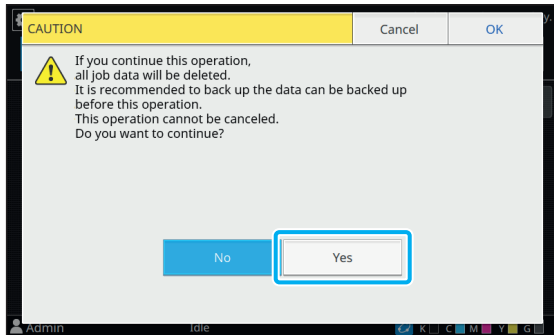 CAUTION Cancel OK
y.
If you continue this operation,
all job data will be deleted.
It is recommended to back up the data can be backed up
before this operation.
This operation cannot be canceled.
Do you want to continue?
No Yes
Admin Idle K C M Y G